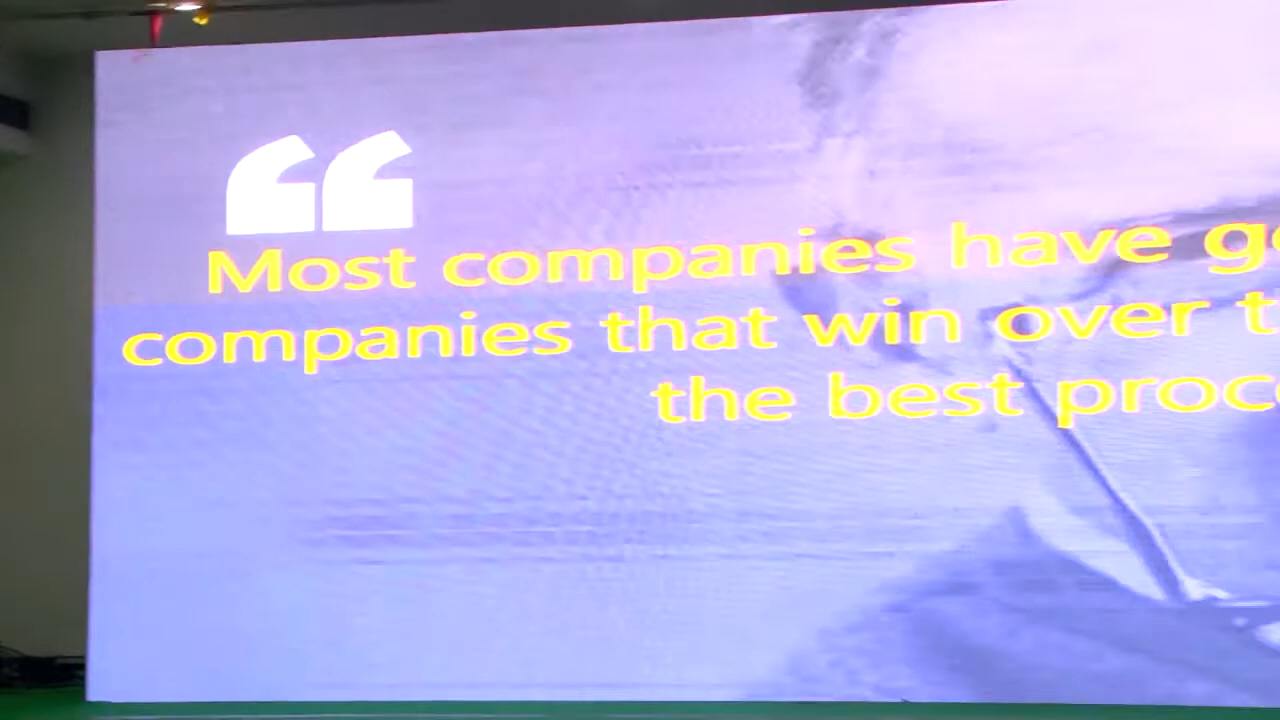 “
Most companies have
companies that win over
the best